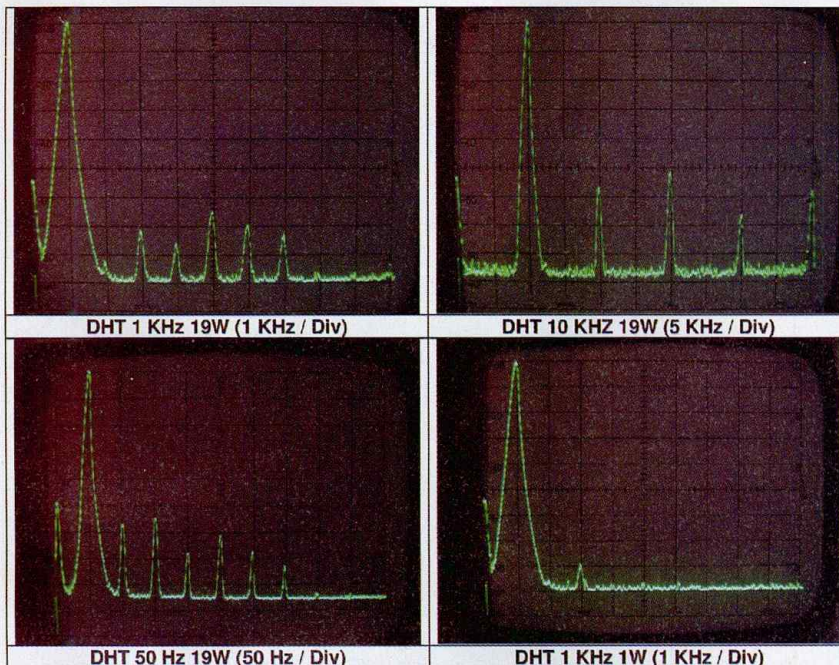 DHT 1 KHz 19W (1 KHz / Div)
DHT 10 KHZ 19W (5 KHz / Div)
DHT 50 Hz 19W (50 Hz / Div)
DHT 1 KHz 1W (1 KHz / Div)